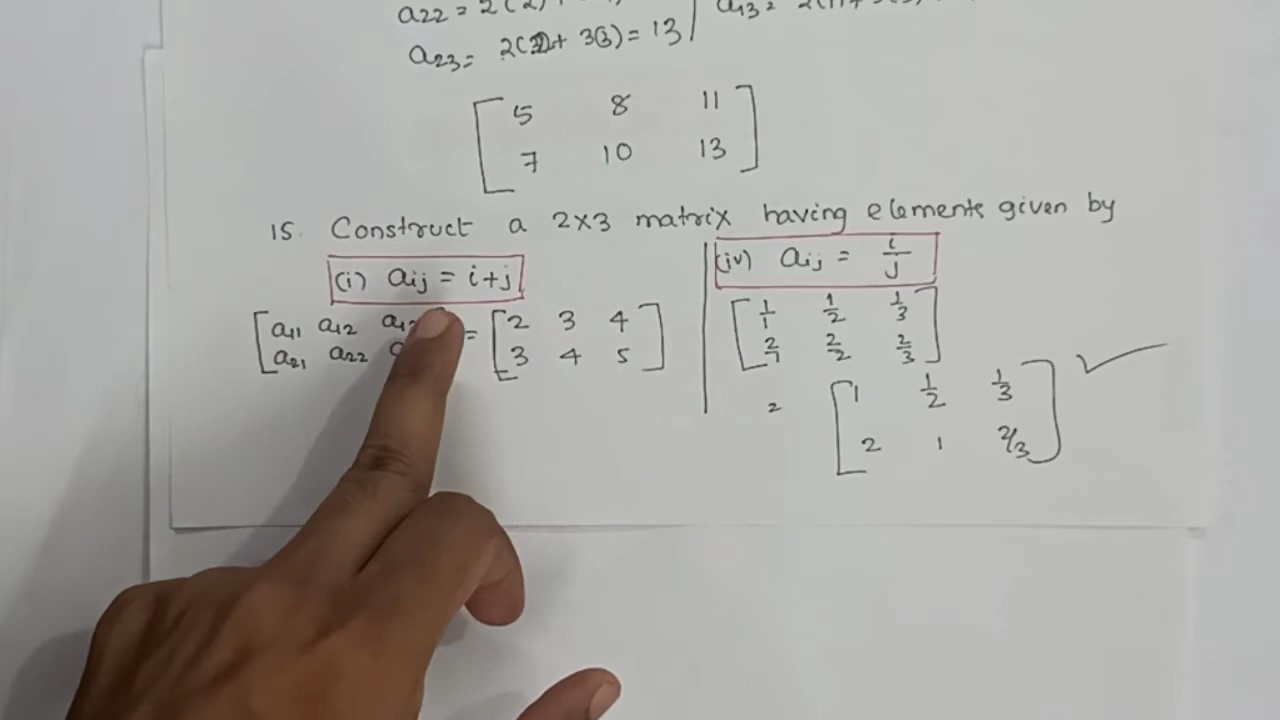 a22 = 2(2)+
a13 =
a23 = 2(2)+ 3(3) = 13
5 8 11
7 10 13
15. Construct a 2×3 matrix having elements given by
(i) aij = i+j
(iv) aij = i/j
[a11 a12 = [2 3 4]
a21 a22 3 4 5]
[1/1 1/2 1/3
2/1 2/2 2/3]
2 [1 1/2 1/3
2 1 2/3]